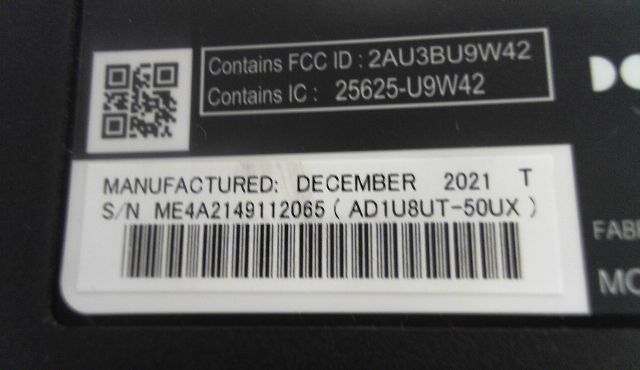 Contains FCC ID : 2AU3BU9W42
Contains IC : 25625-U9W42
MANUFACTURED: DECEMBER 2021 T
S/N ME4A2149112065 ( AD1U8UT-50UX )